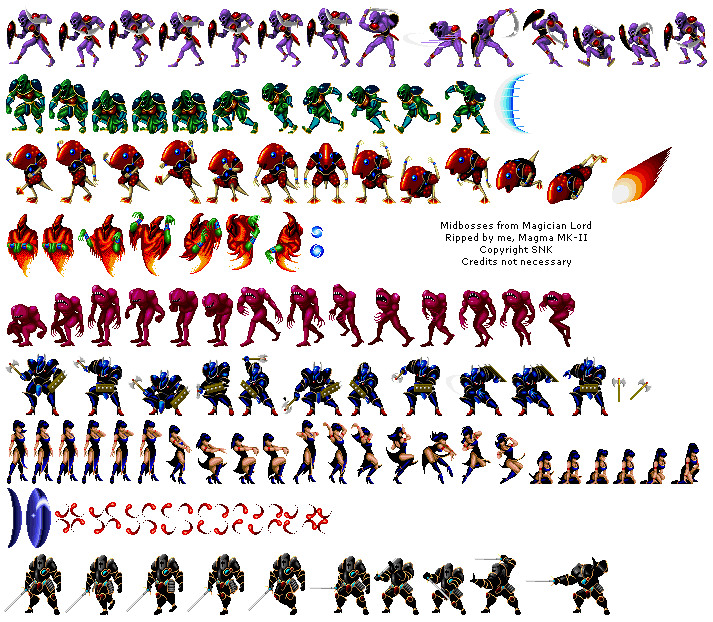 Midbosses from Magician Lord
Ripped by me, Magma MK-II
Copyright SNK
Credits not necessary